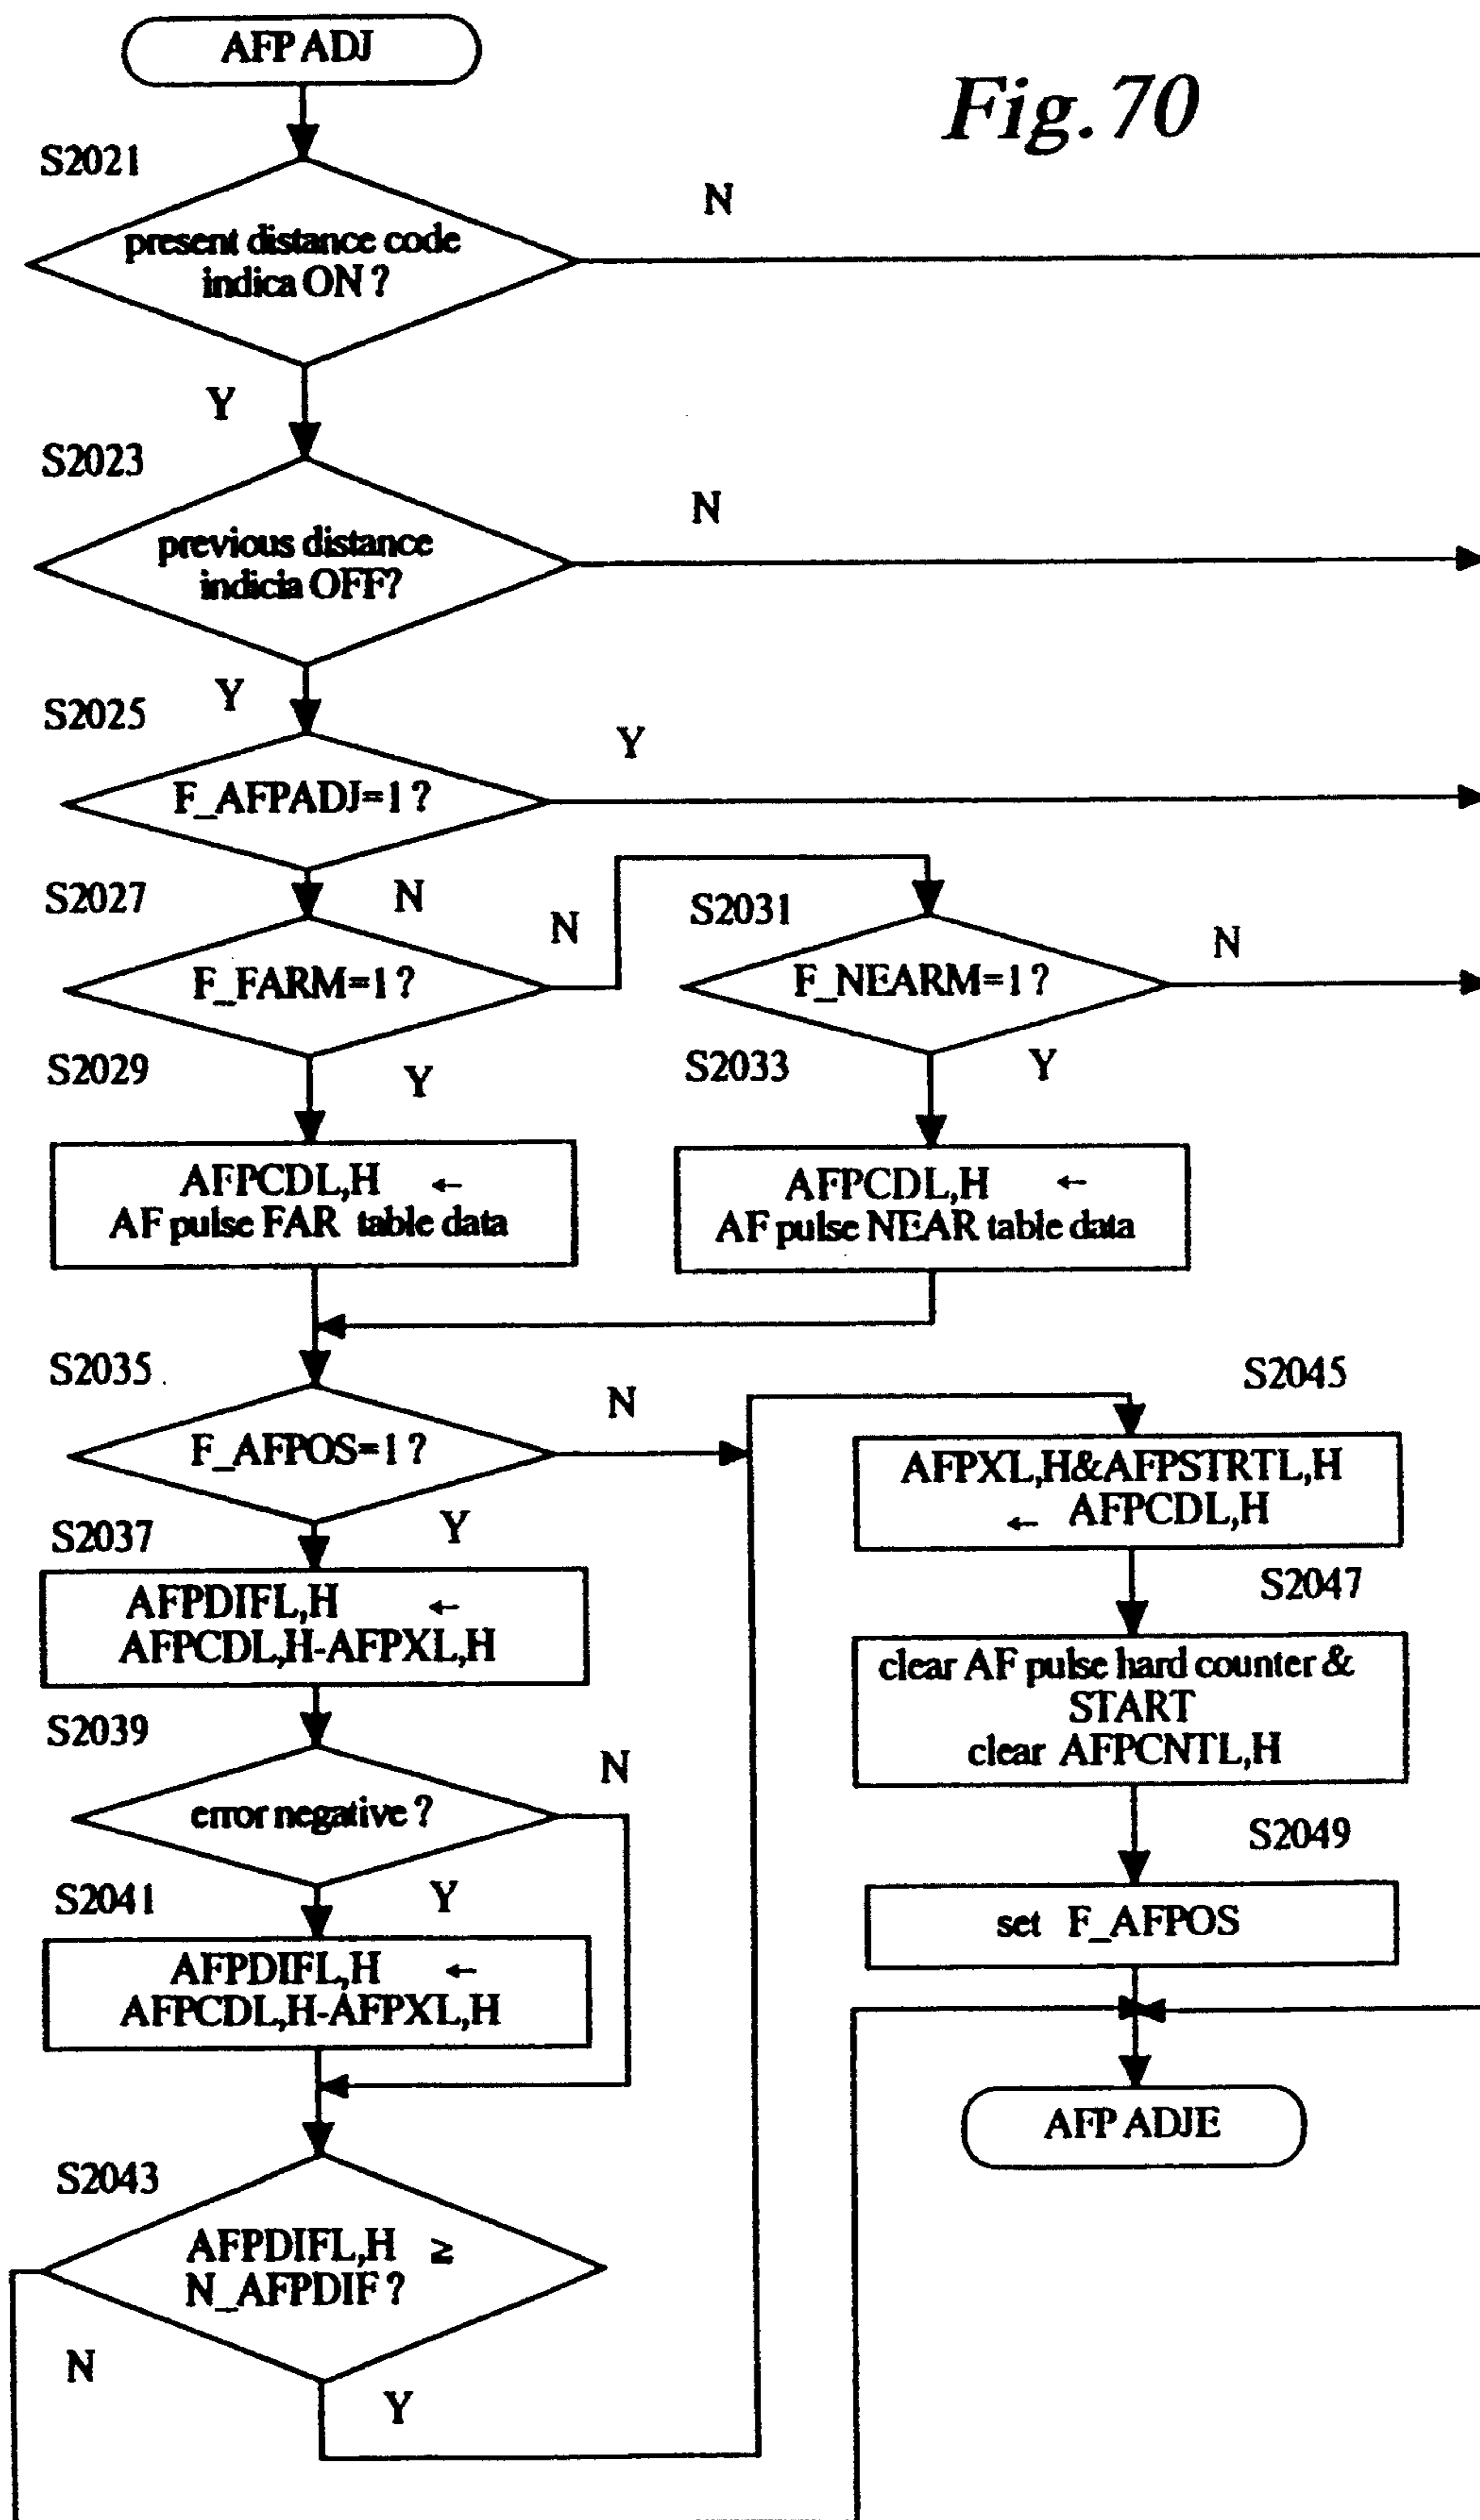 AFP ADJ
Fig. 70
S2021
N
present distance code
indica ON ?
Y
S2023
N
previous distance
indicia OFF?
Y
S2025
Y
F_AFPADJ=1 ?
S2027
N
N
S2031
N
F_FARM=1 ?
F_NEARM=1 ?
S2029
Y
S2033
Y
AFPCDL,H ←
AF pulse FAR table data
AFPCDL,H ←
AF pulse NEAR table data
S2035
N
S2045
F_AFPOS=1 ?
AFPXL,H&AFPSTRTL,H
← AFPCDL,H
S2037
Y
S2047
AFPDIFL,H ←
AFPCDL,H-AFPXL,H
clear AF pulse hard counter &
START
clear AFPCNTL,H
S2039
N
error negative ?
S2049
S2041
Y
set F_AFPOS
AFPDIFL,H ←
AFPCDL,H-AFPXL,H
AFP ADJE
S2043
AFPDIFL,H ≥
N_AFPDIF ?
N
Y